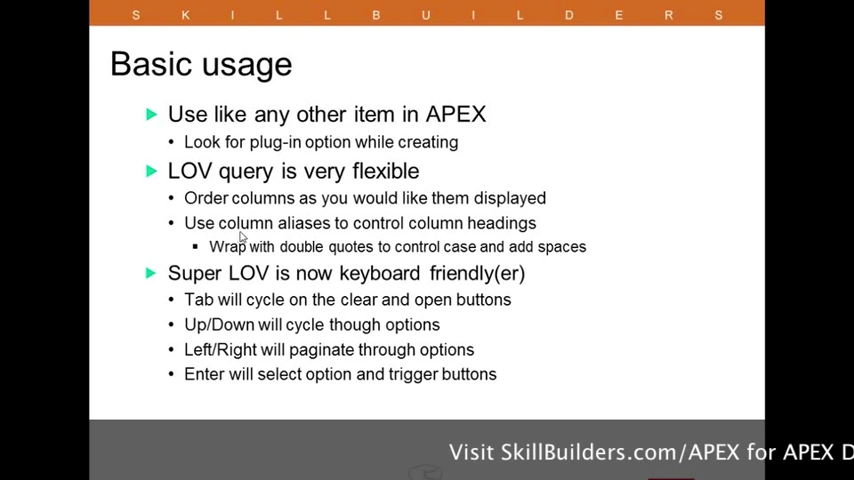 S K I L L B U I L D E R S
Basic usage
Use like any other item in APEX
• Look for plug-in option while creating
LOV query is very flexible
• Order columns as you would like them displayed
• Use column aliases to control column headings
▪ Wrap with double quotes to control case and add spaces
Super LOV is now keyboard friendly(er)
• Tab will cycle on the clear and open buttons
• Up/Down will cycle though options
• Left/Right will paginate through options
• Enter will select option and trigger buttons
Visit SkillBuilders.com/APEX for APEX D